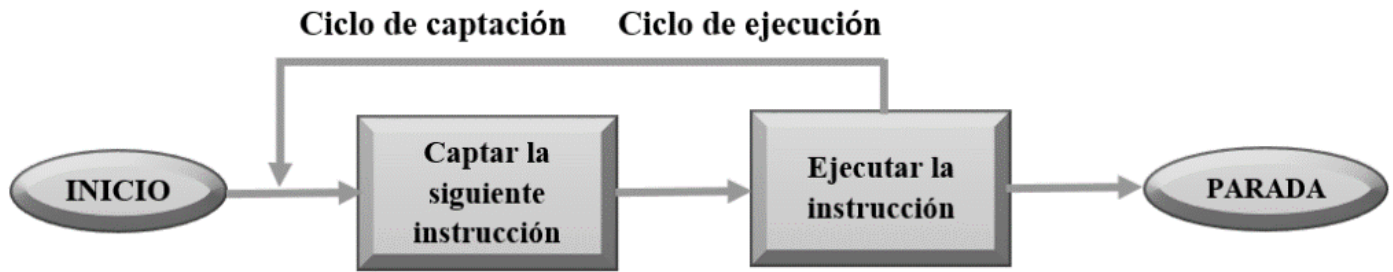 Ciclo de captación Ciclo de ejecución
INICIO
Captar la
siguiente
instrucción
Ejecutar la
instrucción
PARADA